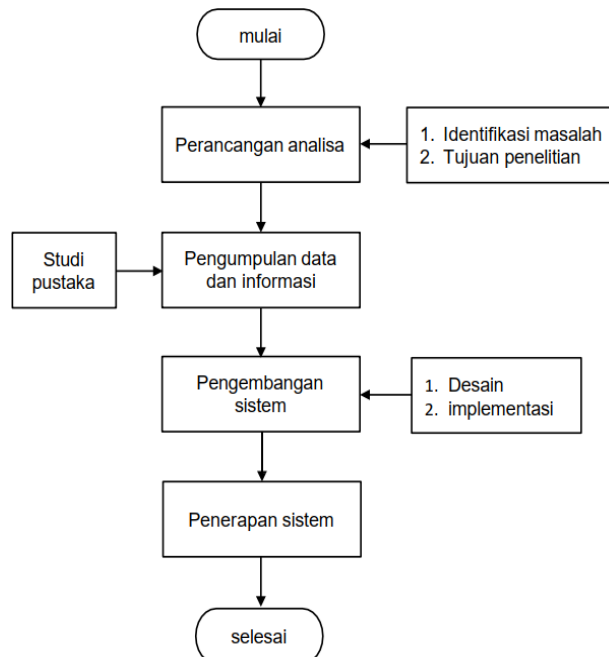 mulai
Perancangan analisa
1. Identifikasi masalah
2. Tujuan penelitian
Studi
pustaka
Pengumpulan data
dan informasi
Pengembangan
sistem
1. Desain
2. implementasi
Penerapan sistem
selesai